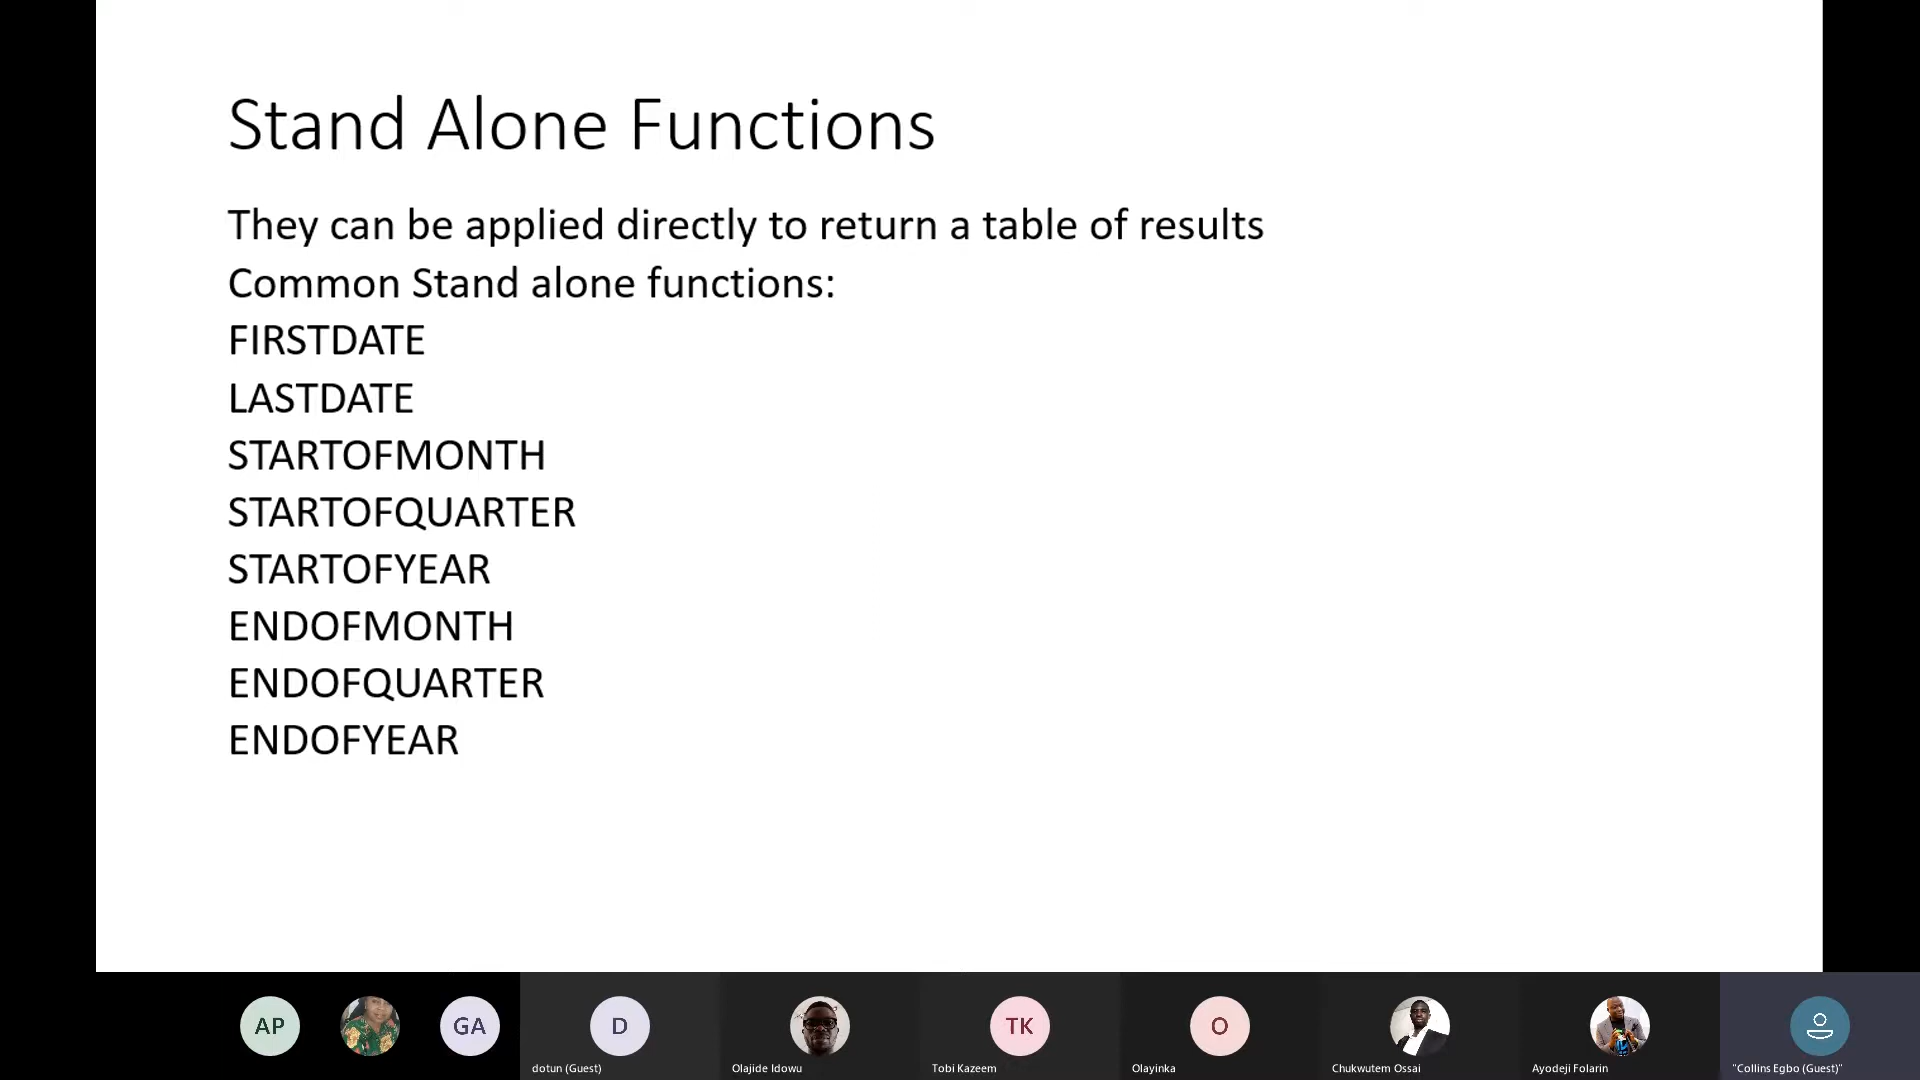 Stand Alone Functions
They can be applied directly to return a table of results
Common Stand alone functions:
FIRSTDATE
LASTDATE
STARTOFMONTH
STARTOFQUARTER
STARTOFYEAR
ENDOFMONTH
ENDOFQUARTER
ENDOFYEAR
AP
GA
D
TK
O
dotun (Guest)
Olajide Idowu
Tobi Kazeem
Olayinka
Chukwutem Ossai
Ayodeji Folarin
"Collins Egbo (Guest)"